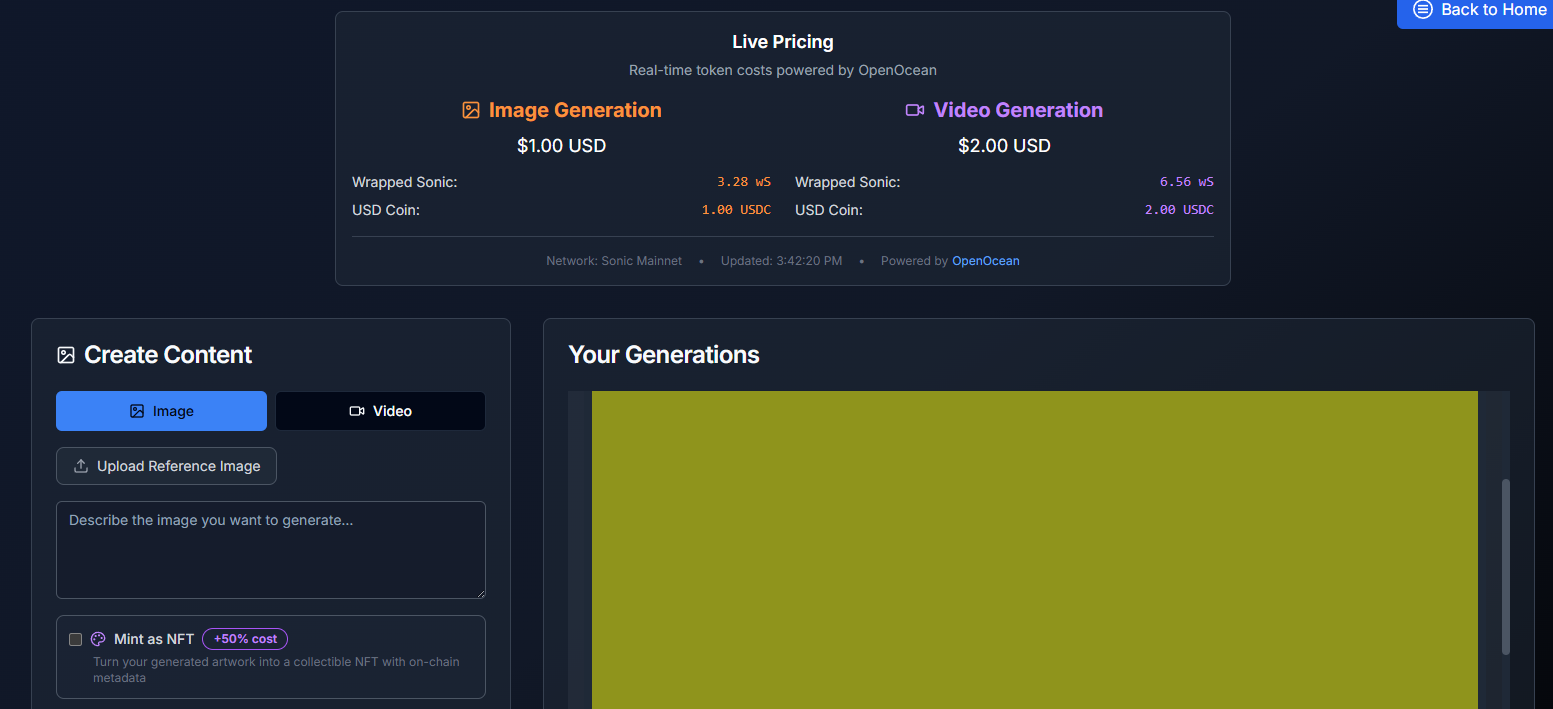 Back to Home
Live Pricing
Real-time token costs powered by OpenOcean
Image Generation
$1.00 USD
Wrapped Sonic: 3.28 wS
USD Coin: 1.00 USDC
Video Generation
$2.00 USD
Wrapped Sonic: 6.56 wS
USD Coin: 2.00 USDC
Network: Sonic Mainnet • Updated: 3:42:20 PM • Powered by OpenOcean
Create Content
Image Video
Upload Reference Image
Describe the image you want to generate...
Mint as NFT +50% cost
Turn your generated artwork into a collectible NFT with on-chain
metadata
Your Generations